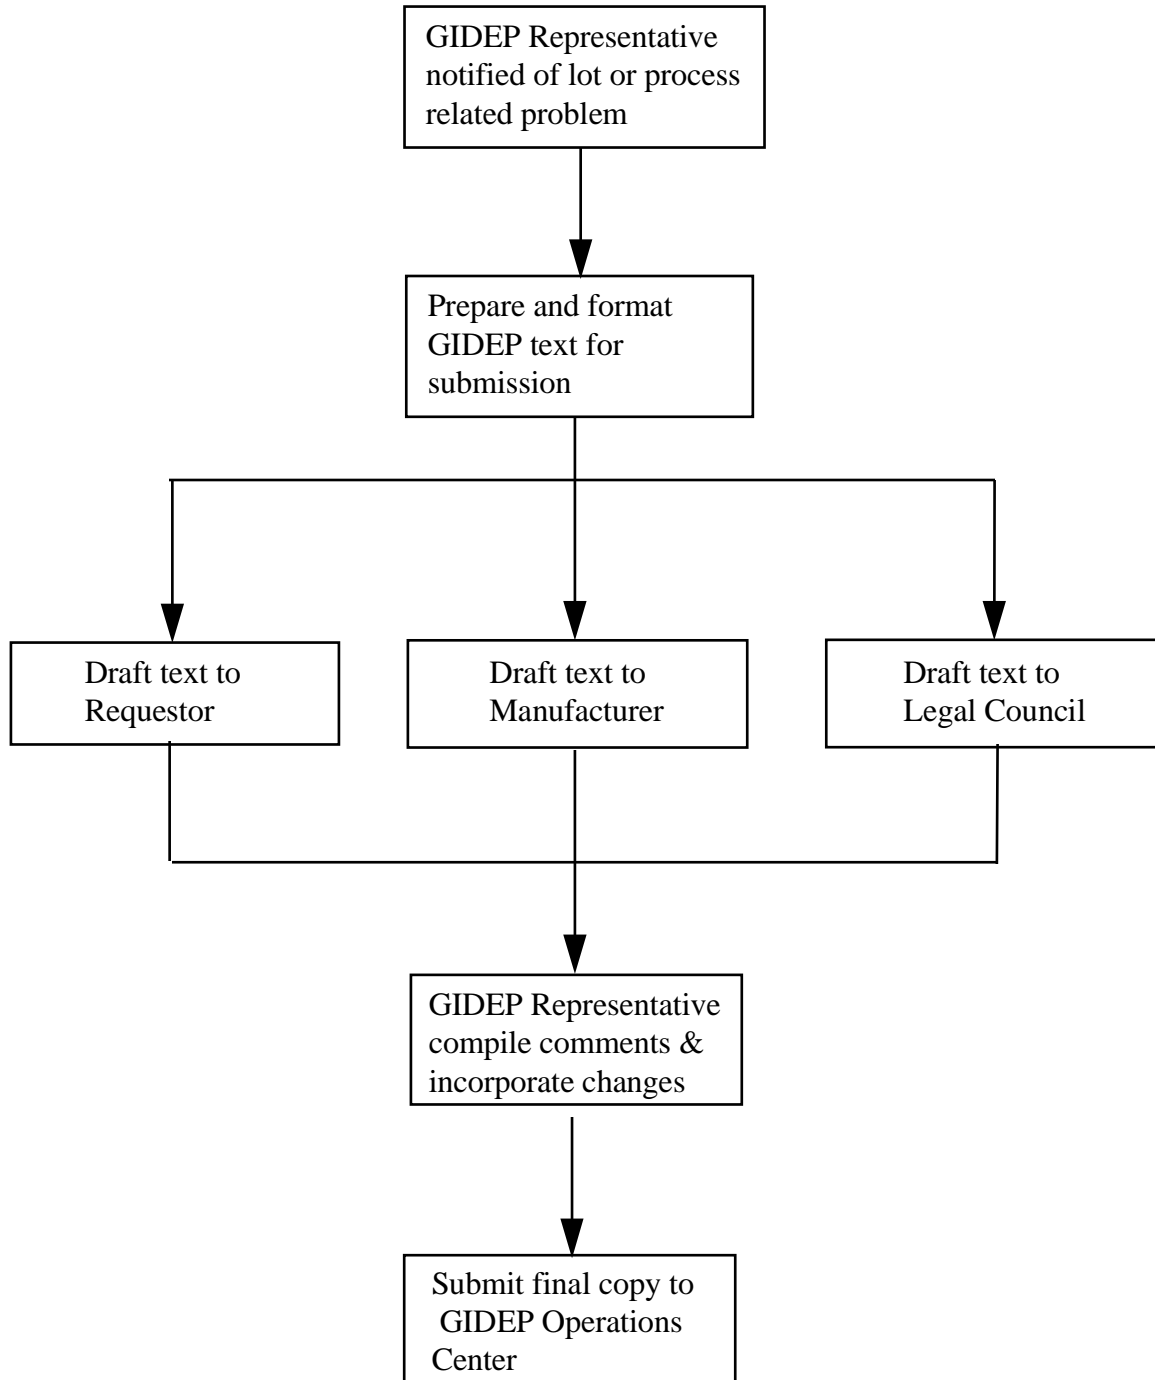 GIDEP Representative
notified of lot or process
related problem
Prepare and format
GIDEP text for
submission
Draft text to
Requestor
Draft text to
Manufacturer
Draft text to
Legal Council
GIDEP Representative
compile comments &
incorporate changes
Submit final copy to
GIDEP Operations
Center